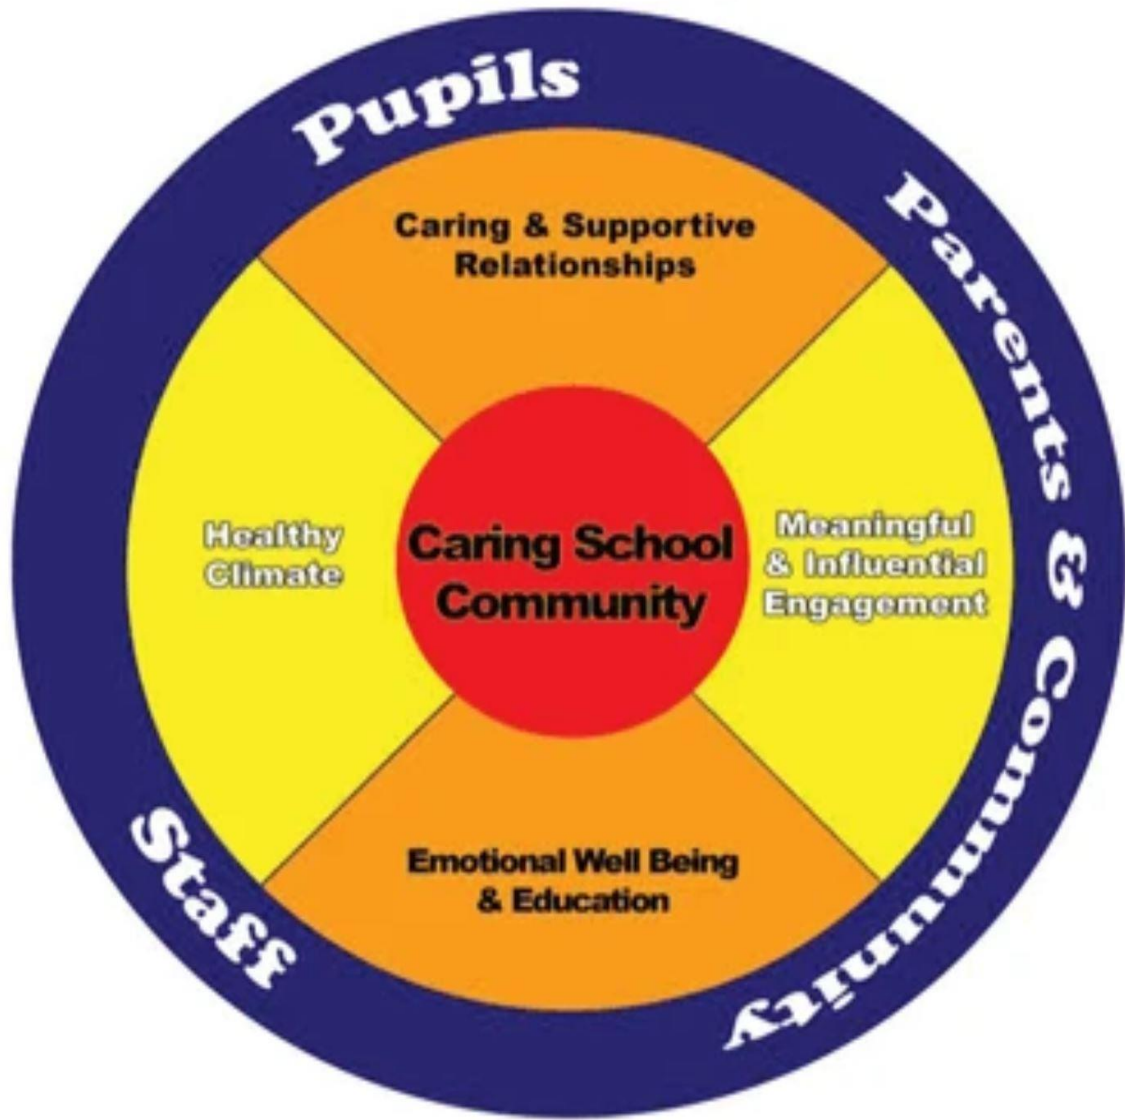 Pupils
Parents & Community
Caring & Supportive
Relationships
Healthy
Climate
Caring School
Community
Meaningful
& Influential
Engagement
Emotional Well Being
& Education
Staff